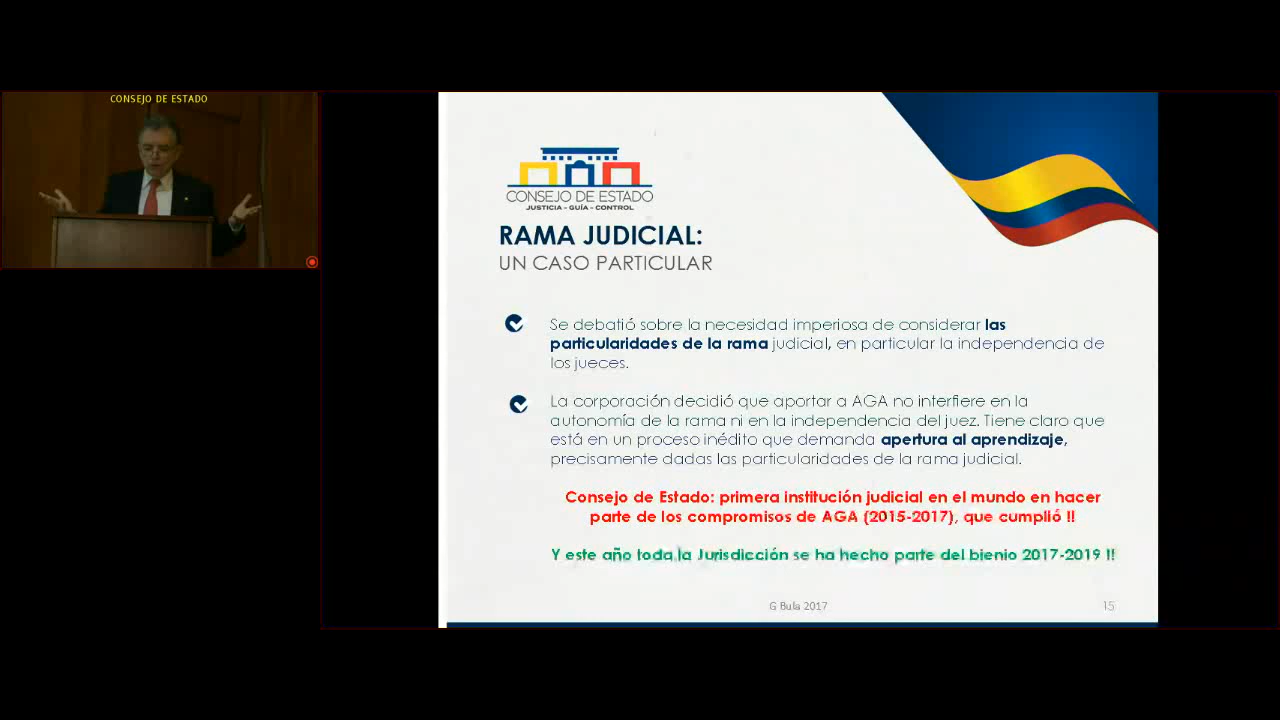 CONSEJO DE ESTADO
CONSEJO DE ESTADO
JUSTICIA - GUÍA - CONTROL
RAMA JUDICIAL:
UN CASO PARTICULAR
Se debatió sobre la necesidad imperiosa de considerar las
particularidades de la rama judicial, en particular la independencia de
los jueces.
La corporación decidió que aportar a AGA no interfiere en la
autonomía de la rama ni en la independencia del juez. Tiene claro que
está en un proceso inédito que demanda apertura al aprendizaje,
precisamente dadas las particularidades de la rama judicial.
Consejo de Estado: primera institución judicial en el mundo en hacer
parte de los compromisos de AGA (2015-2017), que cumplió !!
Y este año toda la Jurisdicción se ha hecho parte del bienio 2017-2019 !!
G Bula 2017
15